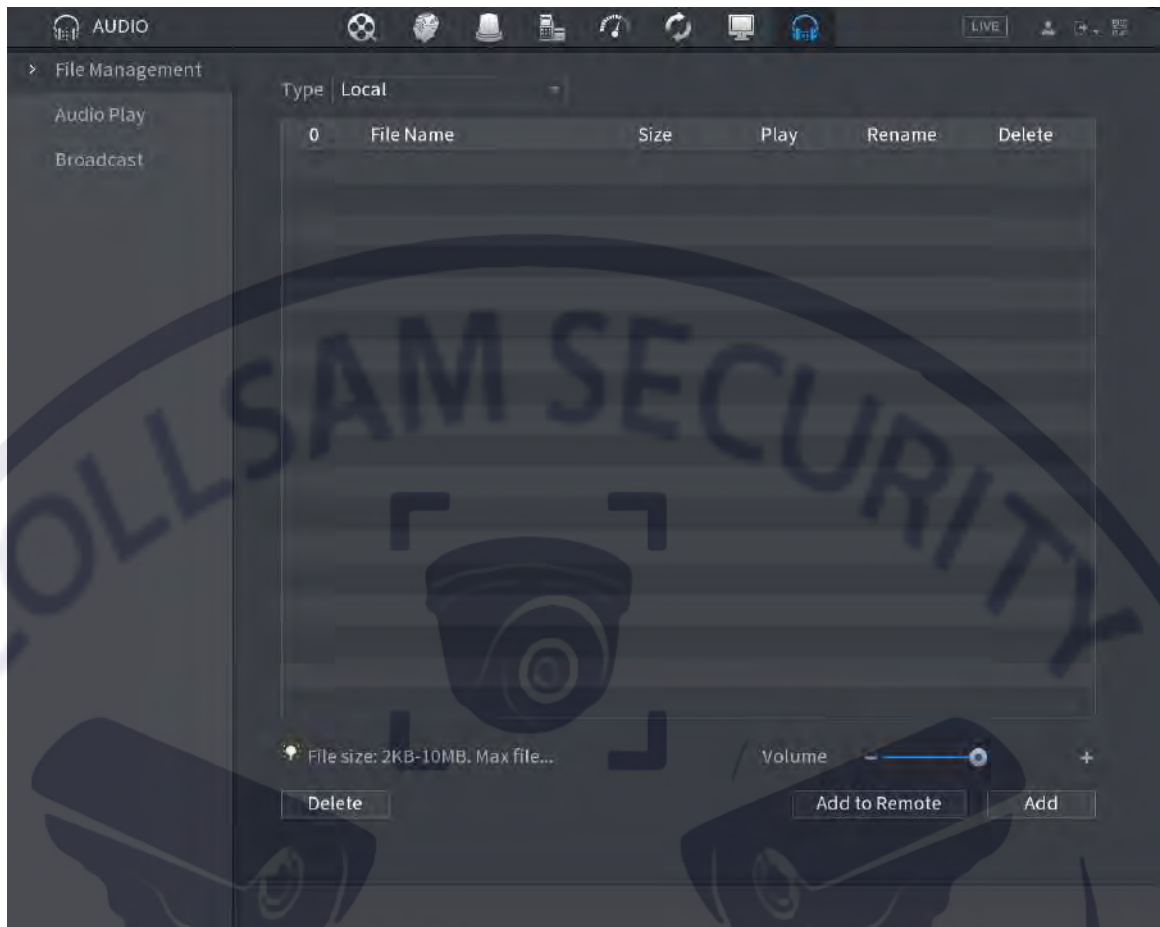 AUDIO
LIVE
File Management
Audio Play
Broadcast
Type Local
0 File Name Size Play Rename Delete
SAM SECURITY
File size: 2KB-10MB. Max file...
Volume
Delete
Add to Remote
Add